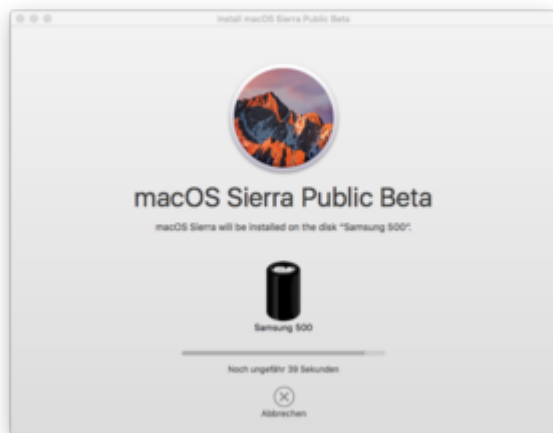 Install macOS Sierra Public Beta
macOS Sierra Public Beta
macOS Sierra will be installed on the disk "Samsung 500".
Samsung 500
Noch ungefähr 39 Sekunden
Abbrechen